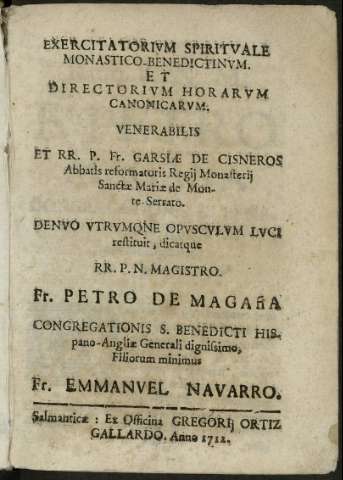 EXERCITATORIVM SPIRITVALE
MONASTICO-BENEDICTINVM.
ET
DIRECTORIVM HORARVM
CANONICARVM.
VENERABILIS
ET RR. P. Fr. GARSIÆ DE CISNEROS
Abbatis reformatoris Regij Monasterij
Sanctæ Mariæ de Mon-
te-Serrato.
DENVO VTRVMQNE OPVSCVLVM LVCI
restituit, dicatque
RR. P. N. MAGISTRO.
Fr. PETRO DE MAGAñA
CONGREGATIONIS S. BENEDICTI HIS-
pano-Angliæ Generali dignissimo,
Filiorum minimus
Fr. EMMANVEL NAVARRO.
Salmanticæ : Ex Officina GREGORIj ORTIZ
GALLARDO. Anno 1712.